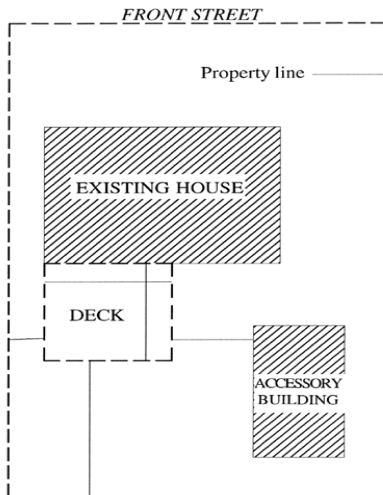 FRONT STREET
Property line
EXISTING HOUSE
DECK
ACCESSORY
BUILDING